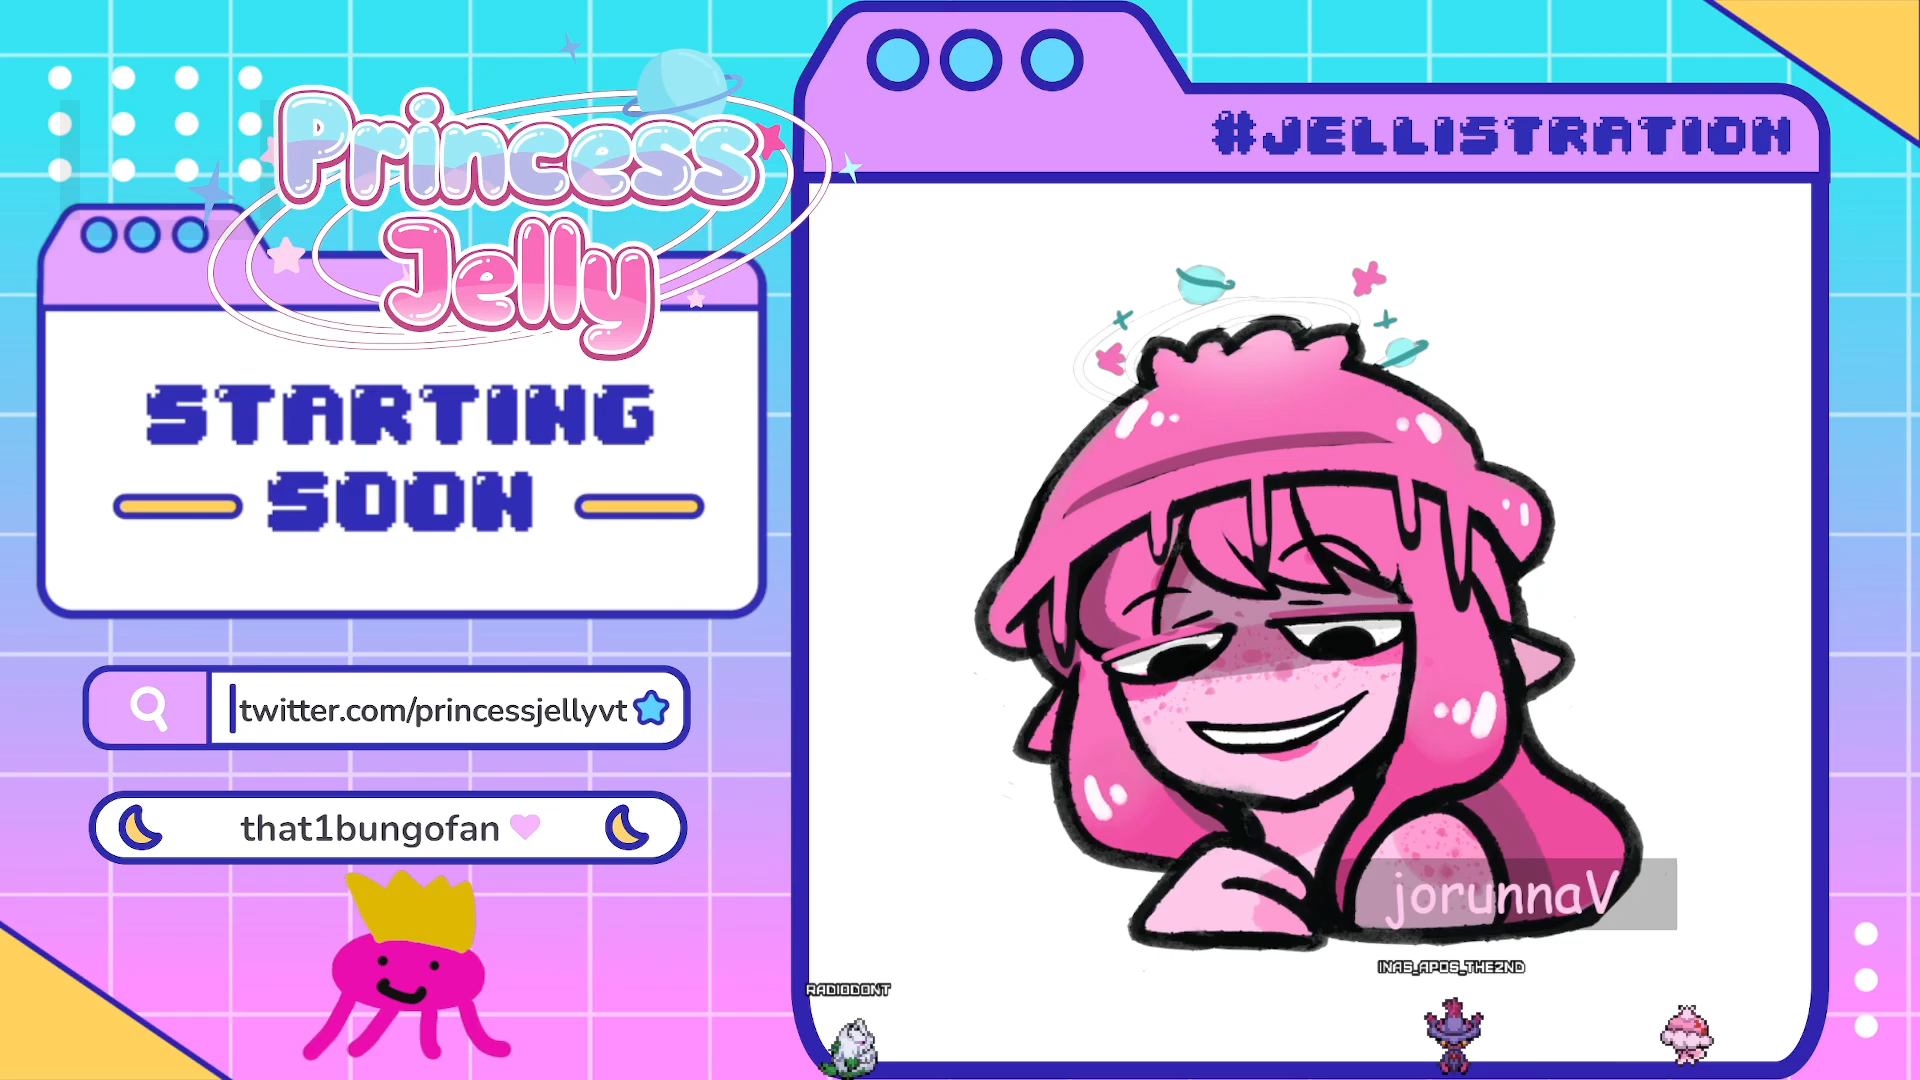 Princess
Jelly
#JELLISTRATION
STARTING
SOON
twitter.com/princessjellyvt
that1bungofan
jorunnaV
INAS_APOS_THE2ND
RADIODONT